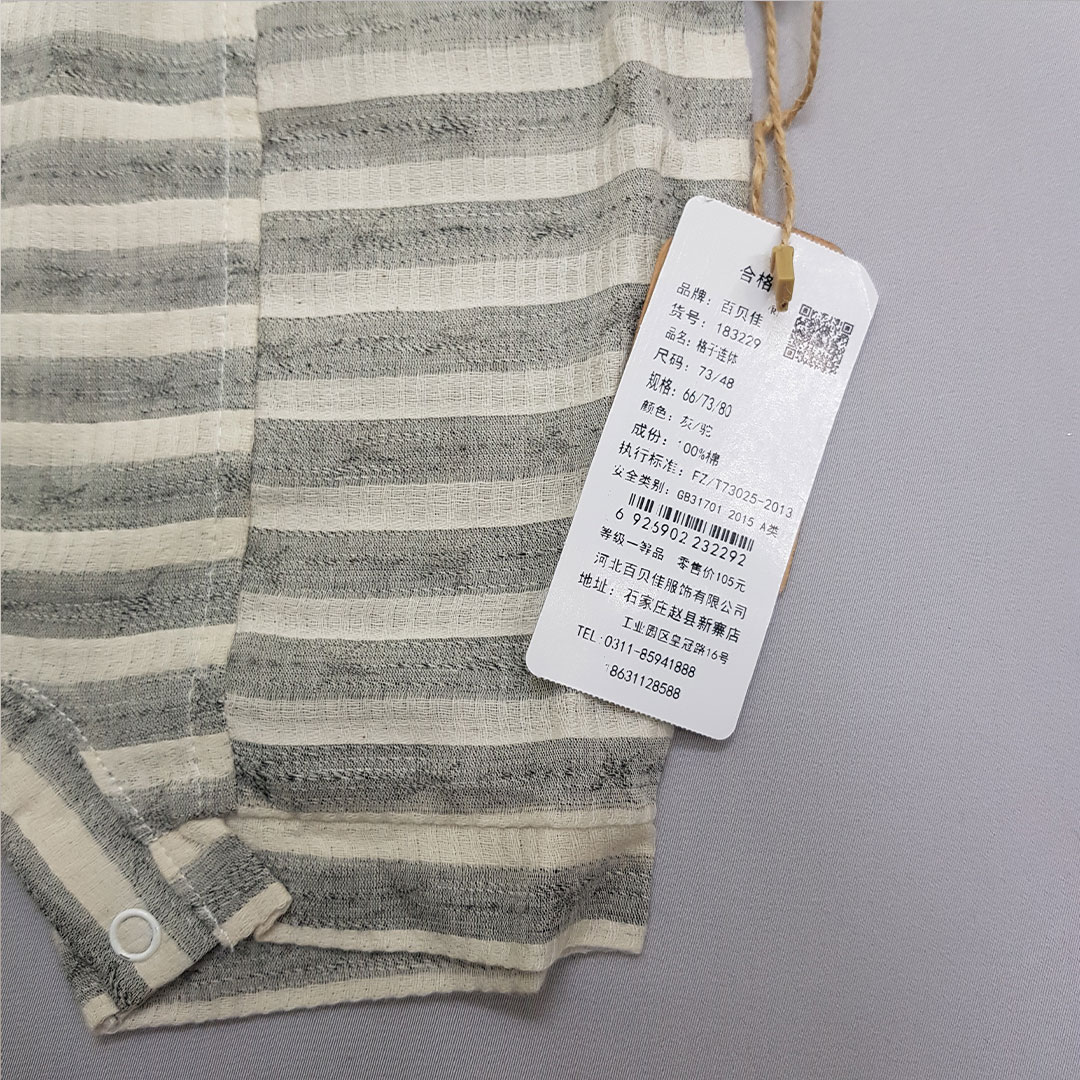 合格
品牌：百贝佳
货号：183229
品名：格子连体
尺码：73/48
规格：66/73/80
颜色：灰/驼
成份：100%棉
执行标准：FZ/T73025-2013
安全类别：GB31701 2015 A类
6 926902 232292
等级一等品 零售价105元
河北百贝佳服饰有限公司
地址：石家庄赵县新寨店
工业园区皇冠路16号
TEL:0311-85941888
18631128588